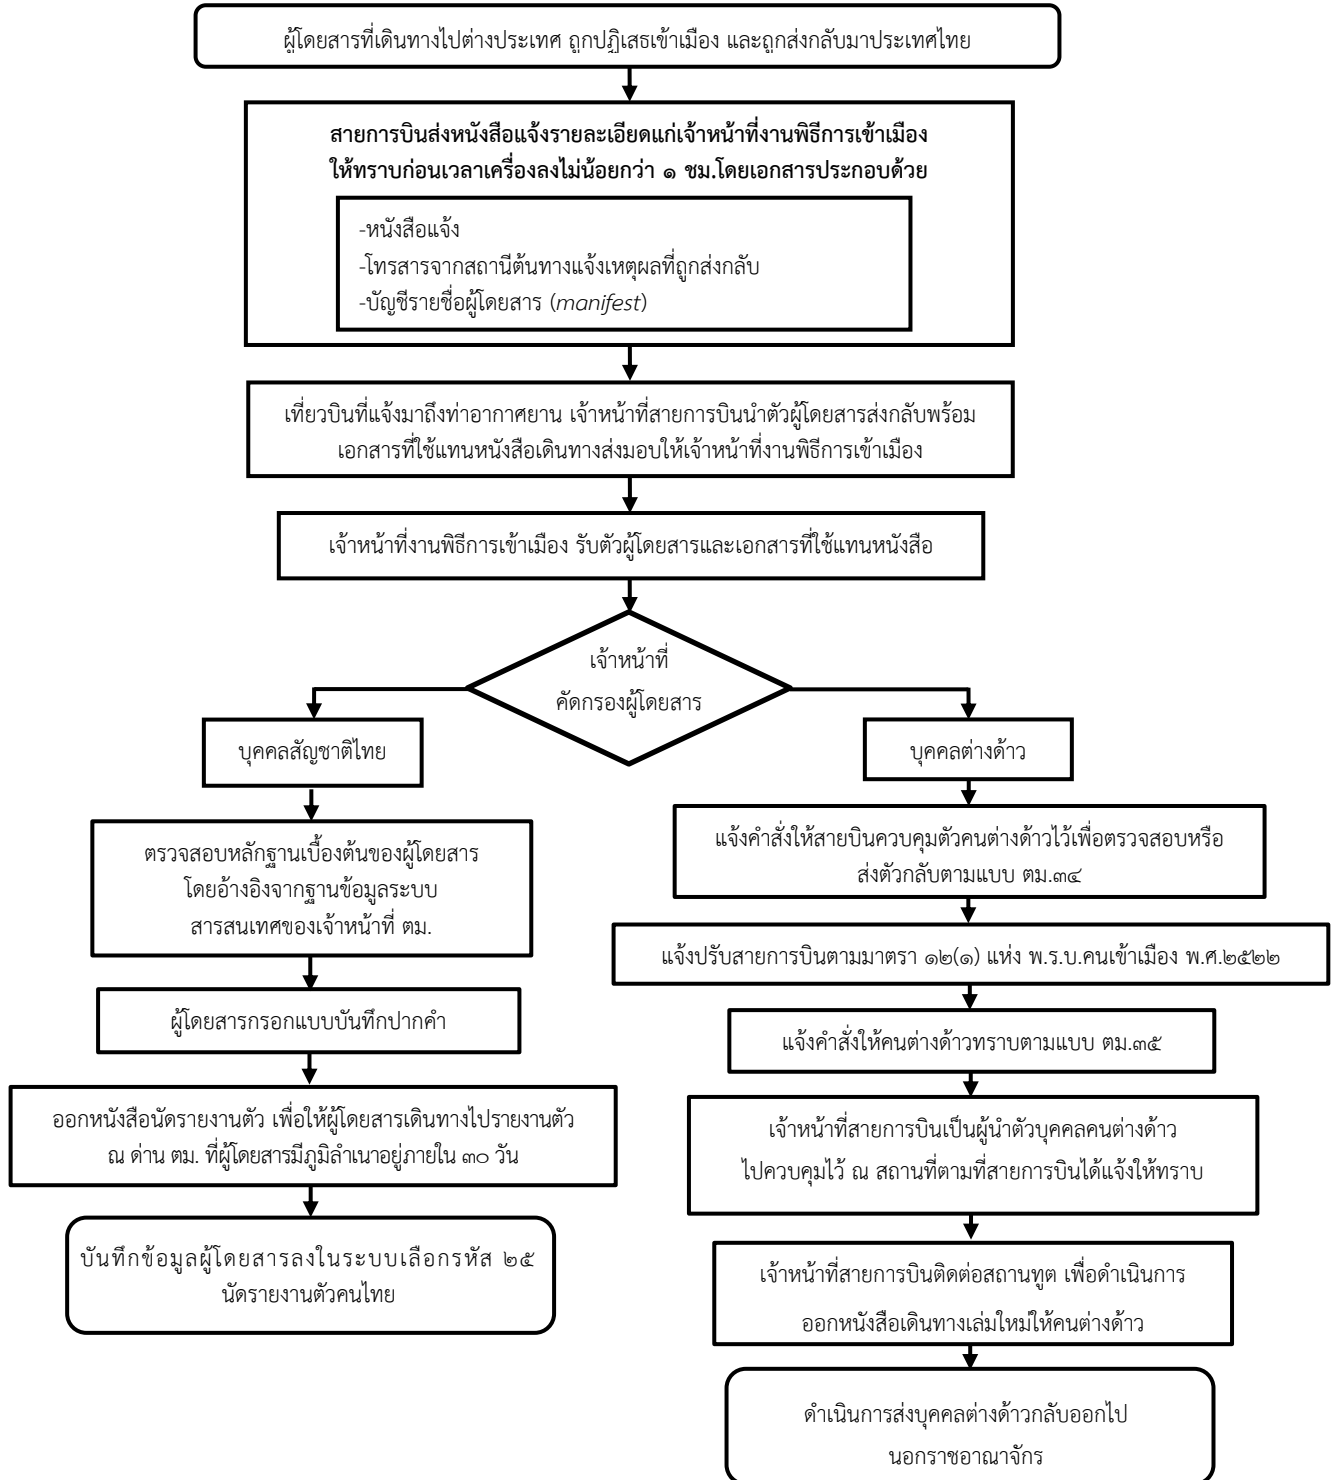 ผู้โดยสารที่เดินทางไปต่างประเทศ ถูกปฏิเสธเข้าเมือง และถูกส่งกลับมาประเทศไทย
สายการบินส่งหนังสือแจ้งรายละเอียดแก่เจ้าหน้าที่งานพิธีการเข้าเมือง
ให้ทราบก่อนเวลาเครื่องลงไม่น้อยกว่า ๑ ชม.โดยเอกสารประกอบด้วย
-หนังสือแจ้ง
-โทรสารจากสถานีต้นทางแจ้งเหตุผลที่ถูกส่งกลับ
-บัญชีรายชื่อผู้โดยสาร (manifest)
เที่ยวบินที่แจ้งมาถึงท่าอากาศยาน เจ้าหน้าที่สายการบินนำตัวผู้โดยสารส่งกลับพร้อม
เอกสารที่ใช้แทนหนังสือเดินทางส่งมอบให้เจ้าหน้าที่งานพิธีการเข้าเมือง
เจ้าหน้าที่งานพิธีการเข้าเมือง รับตัวผู้โดยสารและเอกสารที่ใช้แทนหนังสือ
เจ้าหน้าที่
คัดกรองผู้โดยสาร
บุคคลสัญชาติไทย
ตรวจสอบหลักฐานเบื้องต้นของผู้โดยสาร
โดยอ้างอิงจากฐานข้อมูลระบบ
สารสนเทศของเจ้าหน้าที่ ตม.
ผู้โดยสารกรอกแบบบันทึกปากคำ
ออกหนังสือนัดรายงานตัว เพื่อให้ผู้โดยสารเดินทางไปรายงานตัว
ณ ด่าน ตม. ที่ผู้โดยสารมีภูมิลำเนาอยู่ภายใน ๓๐ วัน
บันทึกข้อมูลผู้โดยสารลงในระบบเลือกรหัส ๒๕
นัดรายงานตัวคนไทย
บุคคลต่างด้าว
แจ้งคำสั่งให้สายบินควบคุมตัวคนต่างด้าวไว้เพื่อตรวจสอบหรือ
ส่งตัวกลับตามแบบ ตม.๓๔
แจ้งปรับสายการบินตามมาตรา ๑๒(๑) แห่ง พ.ร.บ.คนเข้าเมือง พ.ศ.๒๕๒๒
แจ้งคำสั่งให้คนต่างด้าวทราบตามแบบ ตม.๓๕
เจ้าหน้าที่สายการบินเป็นผู้นำตัวบุคคลคนต่างด้าว
ไปควบคุมไว้ ณ สถานที่ตามที่สายการบินได้แจ้งให้ทราบ
เจ้าหน้าที่สายการบินติดต่อสถานทูต เพื่อดำเนินการ
ออกหนังสือเดินทางเล่มใหม่ให้คนต่างด้าว
ดำเนินการส่งบุคคลต่างด้าวกลับออกไป
นอกราชอาณาจักร